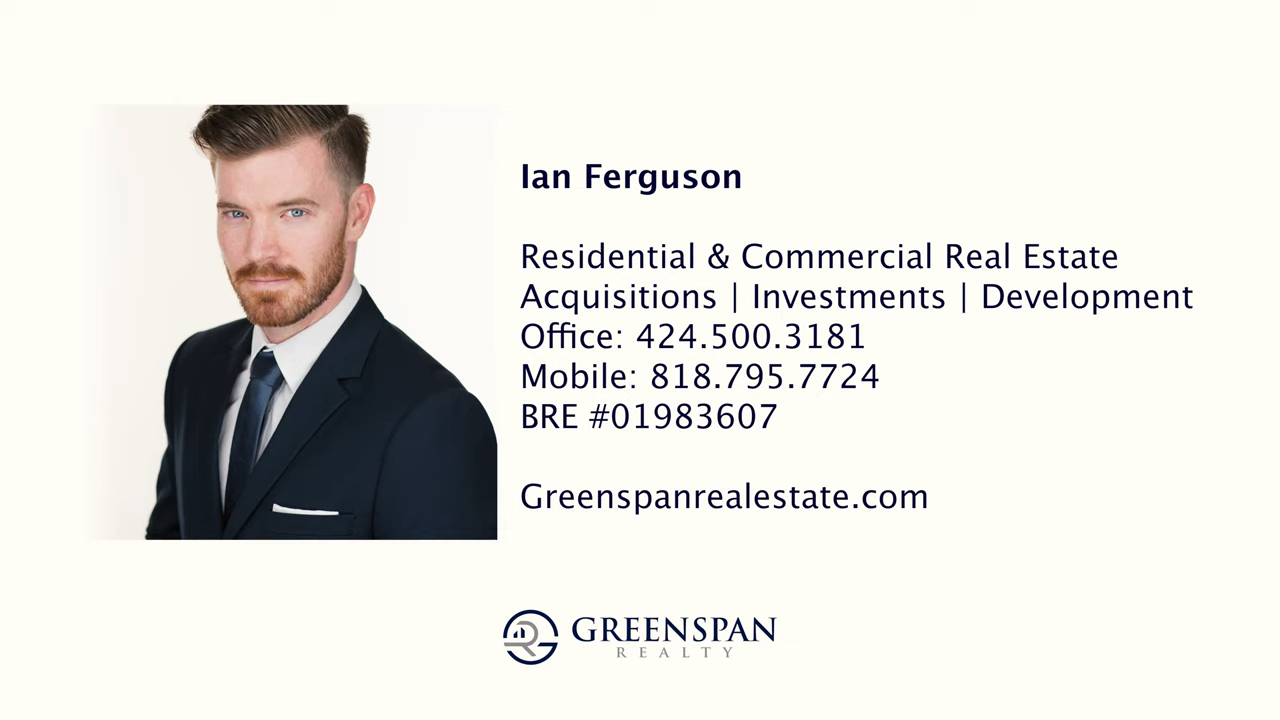 Ian Ferguson
Residential & Commercial Real Estate
Acquisitions | Investments | Development
Office: 424.500.3181
Mobile: 818.795.7724
BRE #01983607
Greenspanrealestate.com
GREENSPAN
REALTY